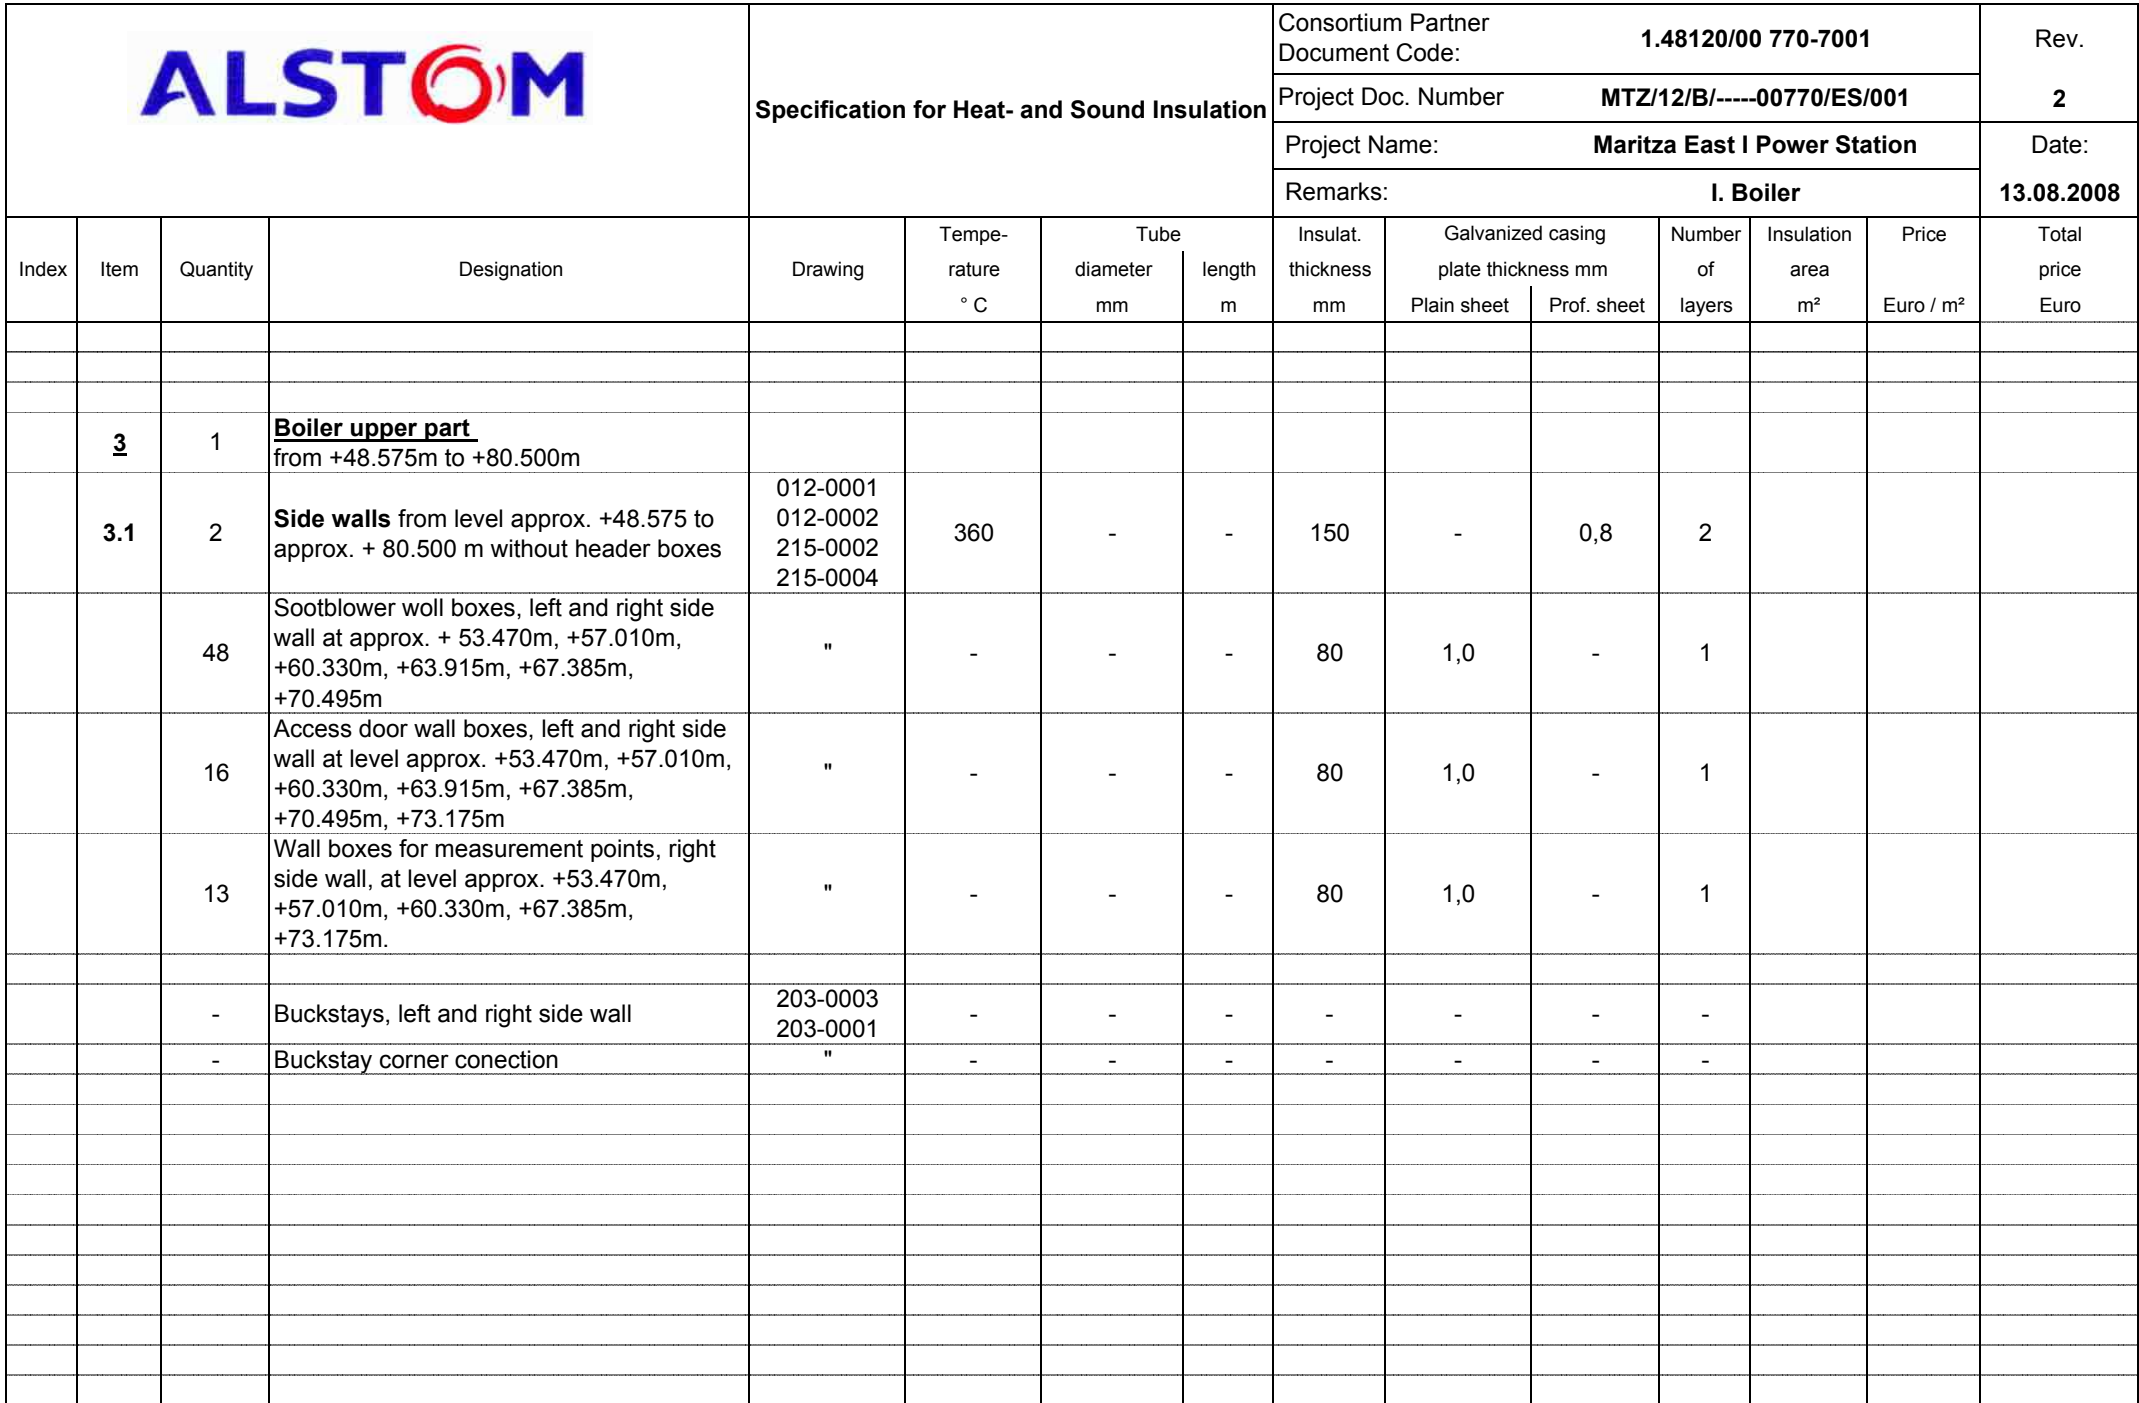 ALSTOM
Specification for Heat- and Sound Insulation
Consortium Partner
Document Code:
1.48120/00 770-7001
Rev.
Project Doc. Number
MTZ/12/B/-----00770/ES/001
2
Project Name:
Maritza East I Power Station
Date:
Remarks:
I. Boiler
13.08.2008
Index
Item
Quantity
Designation
Drawing
Tempe-
rature
° C
Tube
diameter
mm
length
m
Insulat.
thickness
mm
Galvanized casing
plate thickness mm
Plain sheet
Prof. sheet
Number
of
layers
Insulation
area
m²
Price
Euro / m²
Total
price
Euro
3
1
Boiler upper part
from +48.575m to +80.500m
3.1
2
Side walls from level approx. +48.575 to
approx. + 80.500 m without header boxes
012-0001
012-0002
215-0002
215-0004
360
-
-
150
-
0,8
2
48
Sootblower woll boxes, left and right side
wall at approx. + 53.470m, +57.010m,
+60.330m, +63.915m, +67.385m,
+70.495m
"
-
-
-
80
1,0
-
1
16
Access door wall boxes, left and right side
wall at level approx. +53.470m, +57.010m,
+60.330m, +63.915m, +67.385m,
+70.495m, +73.175m
"
-
-
-
80
1,0
-
1
13
Wall boxes for measurement points, right
side wall, at level approx. +53.470m,
+57.010m, +60.330m, +67.385m,
+73.175m.
"
-
-
-
80
1,0
-
1
-
Buckstays, left and right side wall
203-0003
203-0001
-
-
-
-
-
-
-
-
Buckstay corner conection
"
-
-
-
-
-
-
-